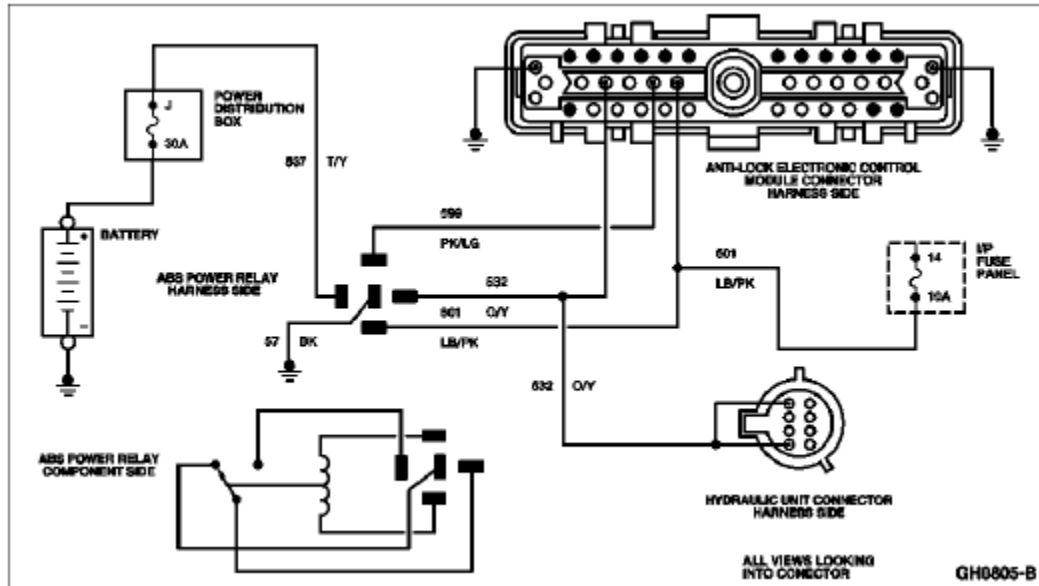 J
POWER
DISTRIBUTION
BOX
30A
537 T/Y
BATTERY
+
-
ABS POWER RELAY
HARNESS SIDE
599
PK/LG
532
O/Y
601
LB/PK
57 BK
ANTI-LOCK ELECTRONIC CONTROL
MODULE CONNECTOR
HARNESS SIDE
601
LB/PK
I/P
FUSE
PANEL
14
10A
532 O/Y
ABS POWER RELAY
COMPONENT SIDE
HYDRAULIC UNIT CONNECTOR
HARNESS SIDE
ALL VIEWS LOOKING
INTO CONECTOR
GH0805-B